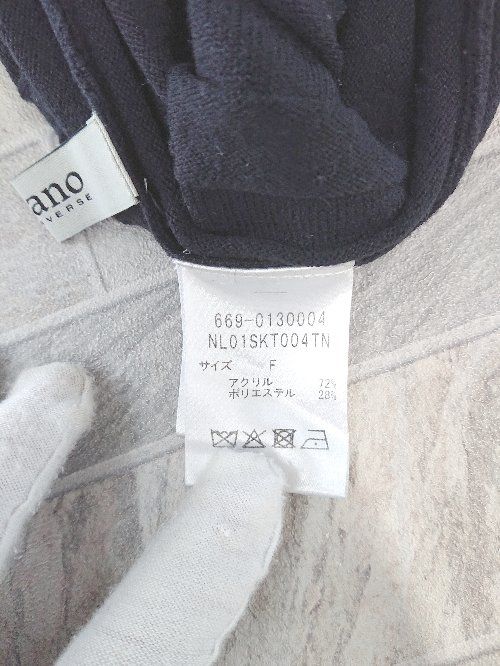 ano
VERSE
669-0130004
NL01SKT004TN
サイズ F
アクリル 72%
ポリエステル 28%